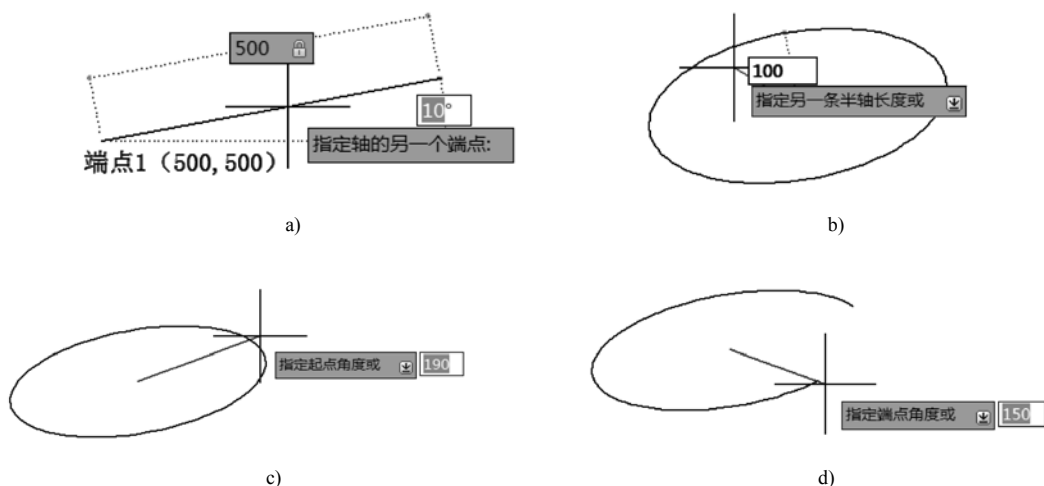 500
10°
指定轴的另一个端点:
端点1（500,500）
a)
100
指定另一条半轴长度或
b)
指定起点角度或 190
c)
指定端点角度或 150
d)